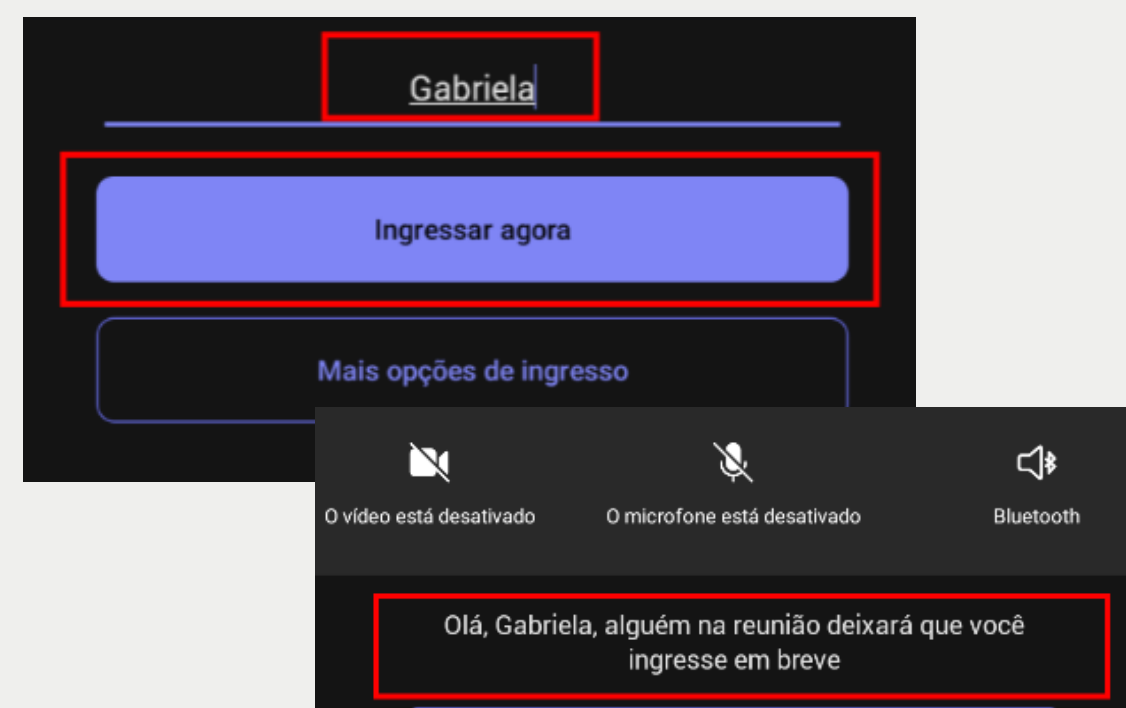 Gabriela
Ingressar agora
Mais opções de ingresso
O vídeo está desativado
O microfone está desativado
Bluetooth
Olá, Gabriela, alguém na reunião deixará que você
ingresse em breve